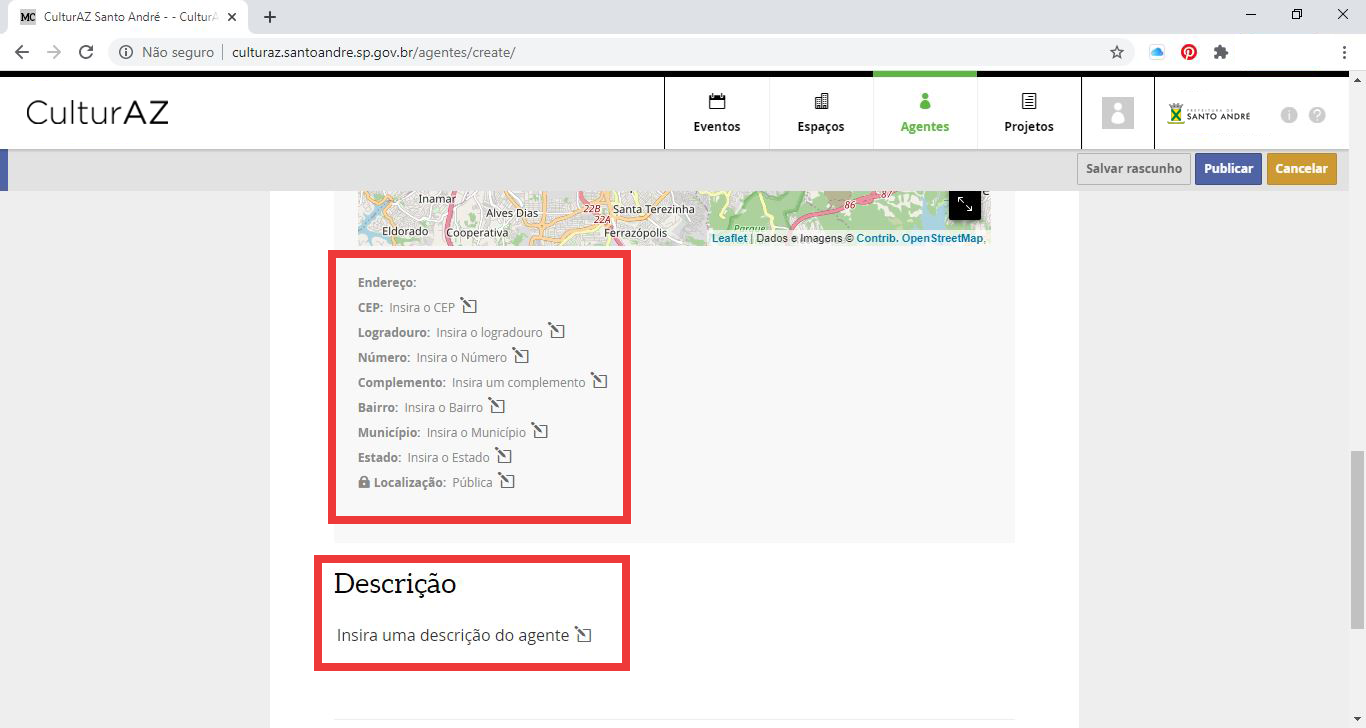 MC CulturAZ Santo André - - CulturA
Não seguro | culturaz.santoandre.sp.gov.br/agentes/create/
CulturAZ
Eventos
Espaços
Agentes
Projetos
PREFEITURA DE
SANTO ANDRÉ
i ?
Salvar rascunho
Publicar
Cancelar
Inamar
Alves Dias
22B
Santa Terezinha
87
86
22A
Eldorado
Cooperativa
Ferrazópolis
Parque
Leaflet | Dados e Imagens © Contrib. OpenStreetMap,
Endereço:
CEP: Insira o CEP
Logradouro: Insira o logradouro
Número: Insira o Número
Complemento: Insira um complemento
Bairro: Insira o Bairro
Município: Insira o Município
Estado: Insira o Estado
Localização: Pública
Descrição
Insira uma descrição do agente